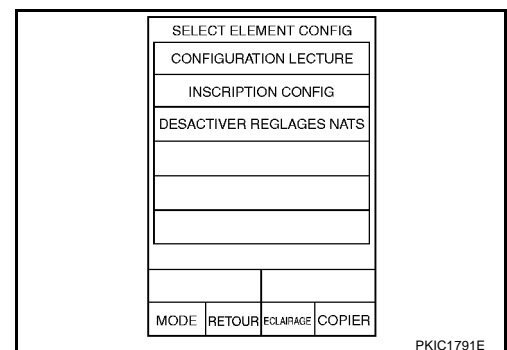 SELECT ELEMENT CONFIG
CONFIGURATION LECTURE
INSCRIPTION CONFIG
DESACTIVER REGLAGES NATS
MODE RETOUR ECLAIRAGE COPIER
PKIC1791E